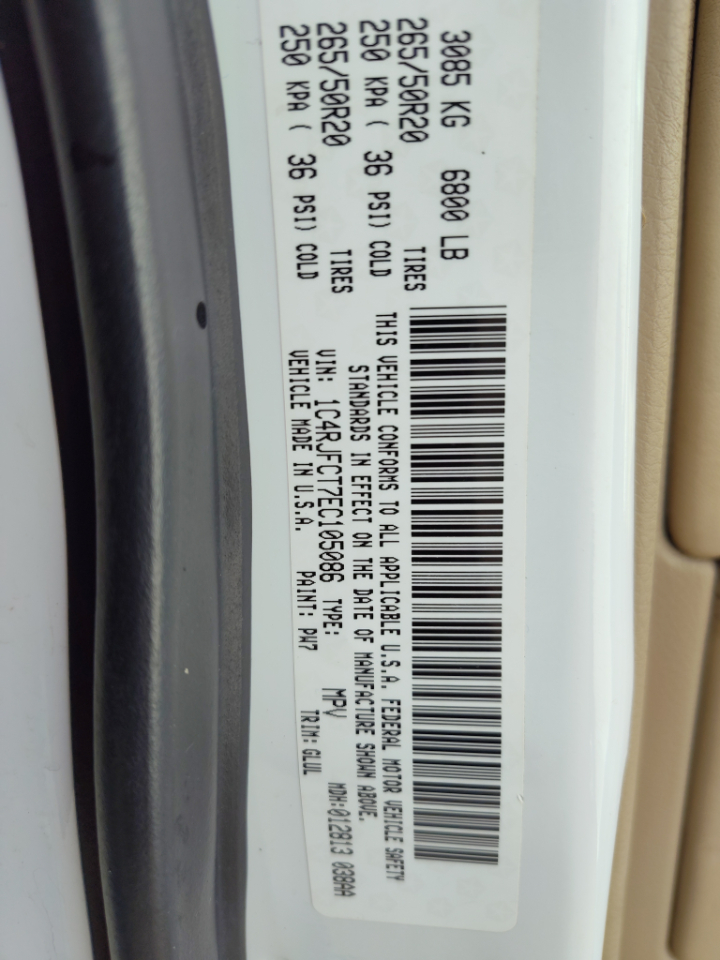 3085 KG 6800 LB
265/50R20 TIRES
250 KPA ( 36 PSI) COLD
265/50R20 TIRES
250 KPA ( 36 PSI) COLD
THIS VEHICLE CONFORMS TO ALL APPLICABLE U.S.A. FEDERAL MOTOR VEHICLE SAFETY
STANDARDS IN EFFECT ON THE DATE OF MANUFACTURE SHOWN ABOVE.
VIN: 1C4RJFCT7EC105086 TYPE: MPV MDH:012813 038AA
VEHICLE MADE IN U.S.A. PAINT: PW7 TRIM: GLUL